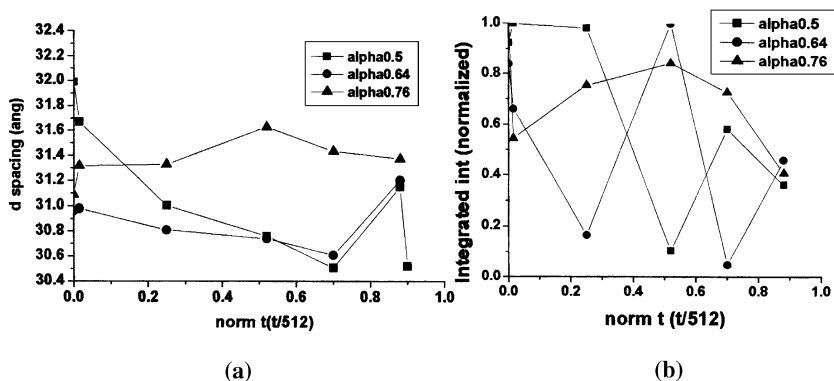 32.4
32.2
32.0
31.8
31.6
31.4
31.2
31.0
30.8
30.6
30.4
d spacing (ang)
alpha0.5
alpha0.64
alpha0.76
0.0 0.2 0.4 0.6 0.8 1.0
norm t(t/512)
(a)
1.0
0.8
0.6
0.4
0.2
0.0
Integrated int (normalized)
alpha0.5
alpha0.64
alpha0.76
0.0 0.2 0.4 0.6 0.8 1.0
norm t (t/512)
(b)